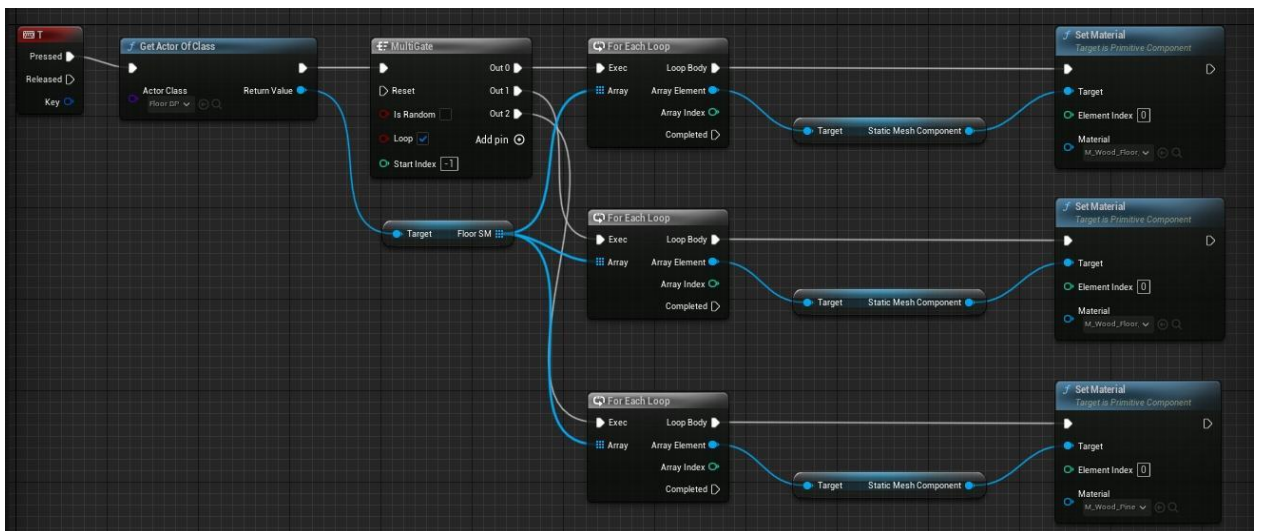 T
Pressed
Released
Key
f Get Actor Of Class
Actor Class
Floor BP
Return Value
MultiGate
Out 0
Reset
Out 1
Is Random
Out 2
Loop
Add pin
Start Index -1
Target Floor SM
For Each Loop
Exec Loop Body
Array Array Element
Array Index
Completed
Target Static Mesh Component
f Set Material
Target is Primitive Component
Target
Element Index 0
Material
M_Wood_Floor_
For Each Loop
Exec Loop Body
Array Array Element
Array Index
Completed
Target Static Mesh Component
f Set Material
Target is Primitive Component
Target
Element Index 0
Material
M_Wood_Floor_
For Each Loop
Exec Loop Body
Array Array Element
Array Index
Completed
Target Static Mesh Component
f Set Material
Target is Primitive Component
Target
Element Index 0
Material
M_Wood_Pine